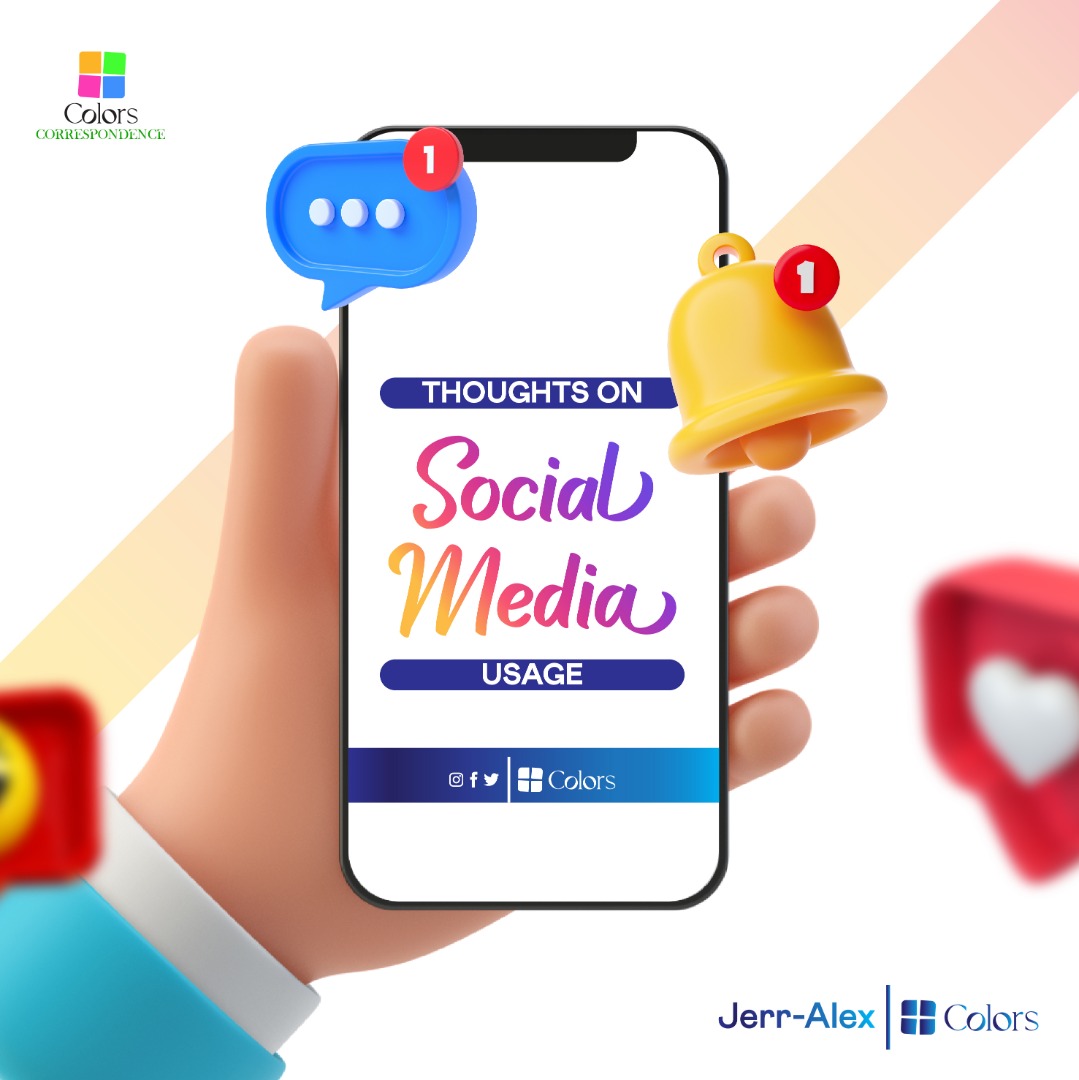 Colors
CORRESPONDENCE
1
1
THOUGHTS ON
Social
Media
USAGE
Colors
Jerr-Alex
Colors